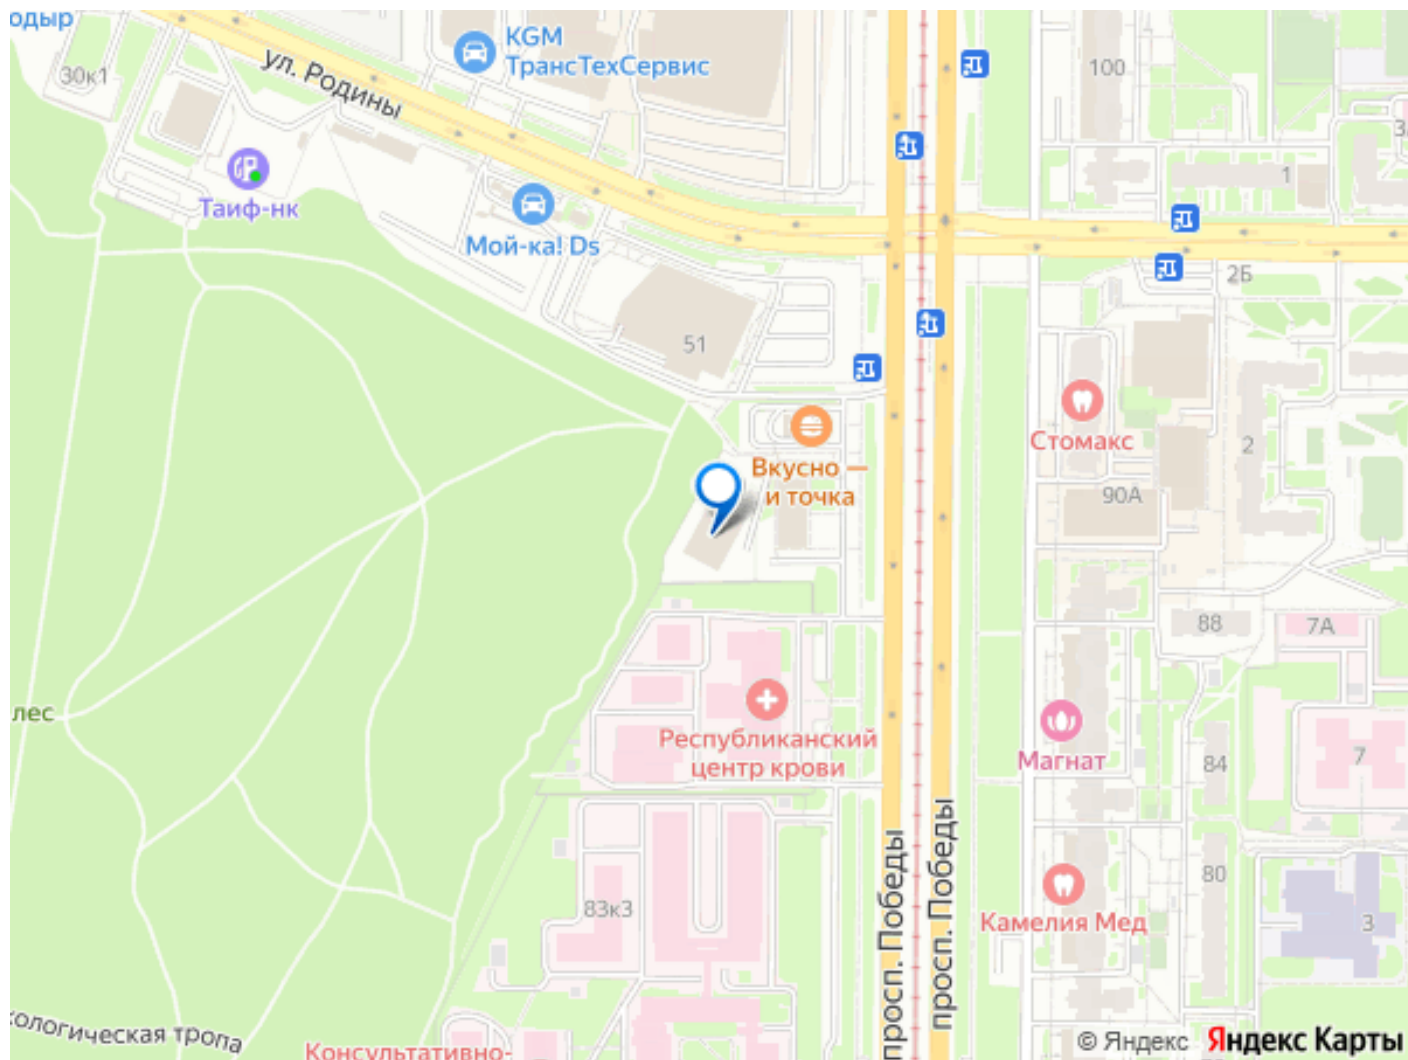 одыр
KGM
ТрансТехСервис
30к1
ул. Родины
100
Таиф-нк
1
Мой-ка! Ds
2Б
51
Стомакс
2
Вкусно —
и точка
90А
88
7А
лес
Республиканский
центр крови
Магнат
84
7
просп. Победы
просп. Победы
80
83к3
Камелия Мед
3
кологическая тропа
Консультативно-
© Яндекс Яндекс Карты